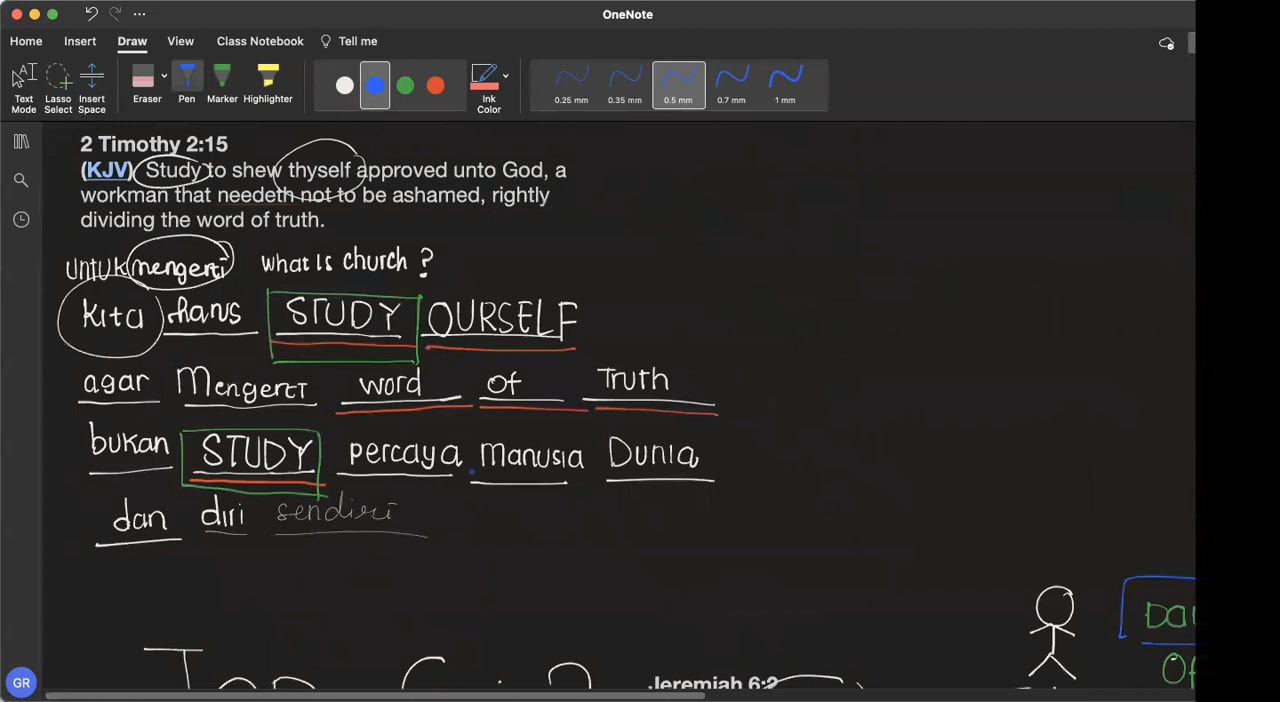 OneNote
Home Insert Draw View Class Notebook Tell me
Text Mode Lasso Select Insert Space Eraser Pen Marker Highlighter Ink Color 0.25 mm 0.35 mm 0.5 mm 0.7 mm 1 mm
2 Timothy 2:15
(KJV) Study to shew thyself approved unto God, a
workman that needeth not to be ashamed, rightly
dividing the word of truth.
UNTUK mengerti what Is church ?
kita harus STUDY OURSELF
agar Mengerti word of Truth
bukan STUDY percaya manusia Dunia
dan diri sendiri
Jeremiah 6:2
GR